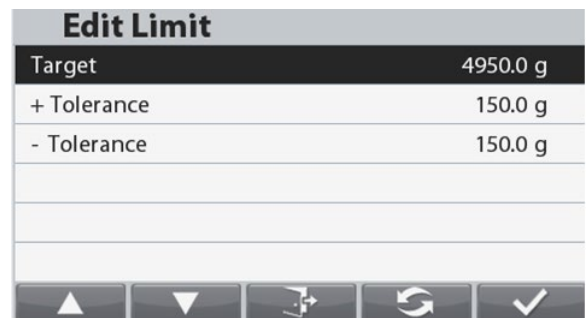 Edit Limit
Target 4950.0 g
+ Tolerance 150.0 g
- Tolerance 150.0 g